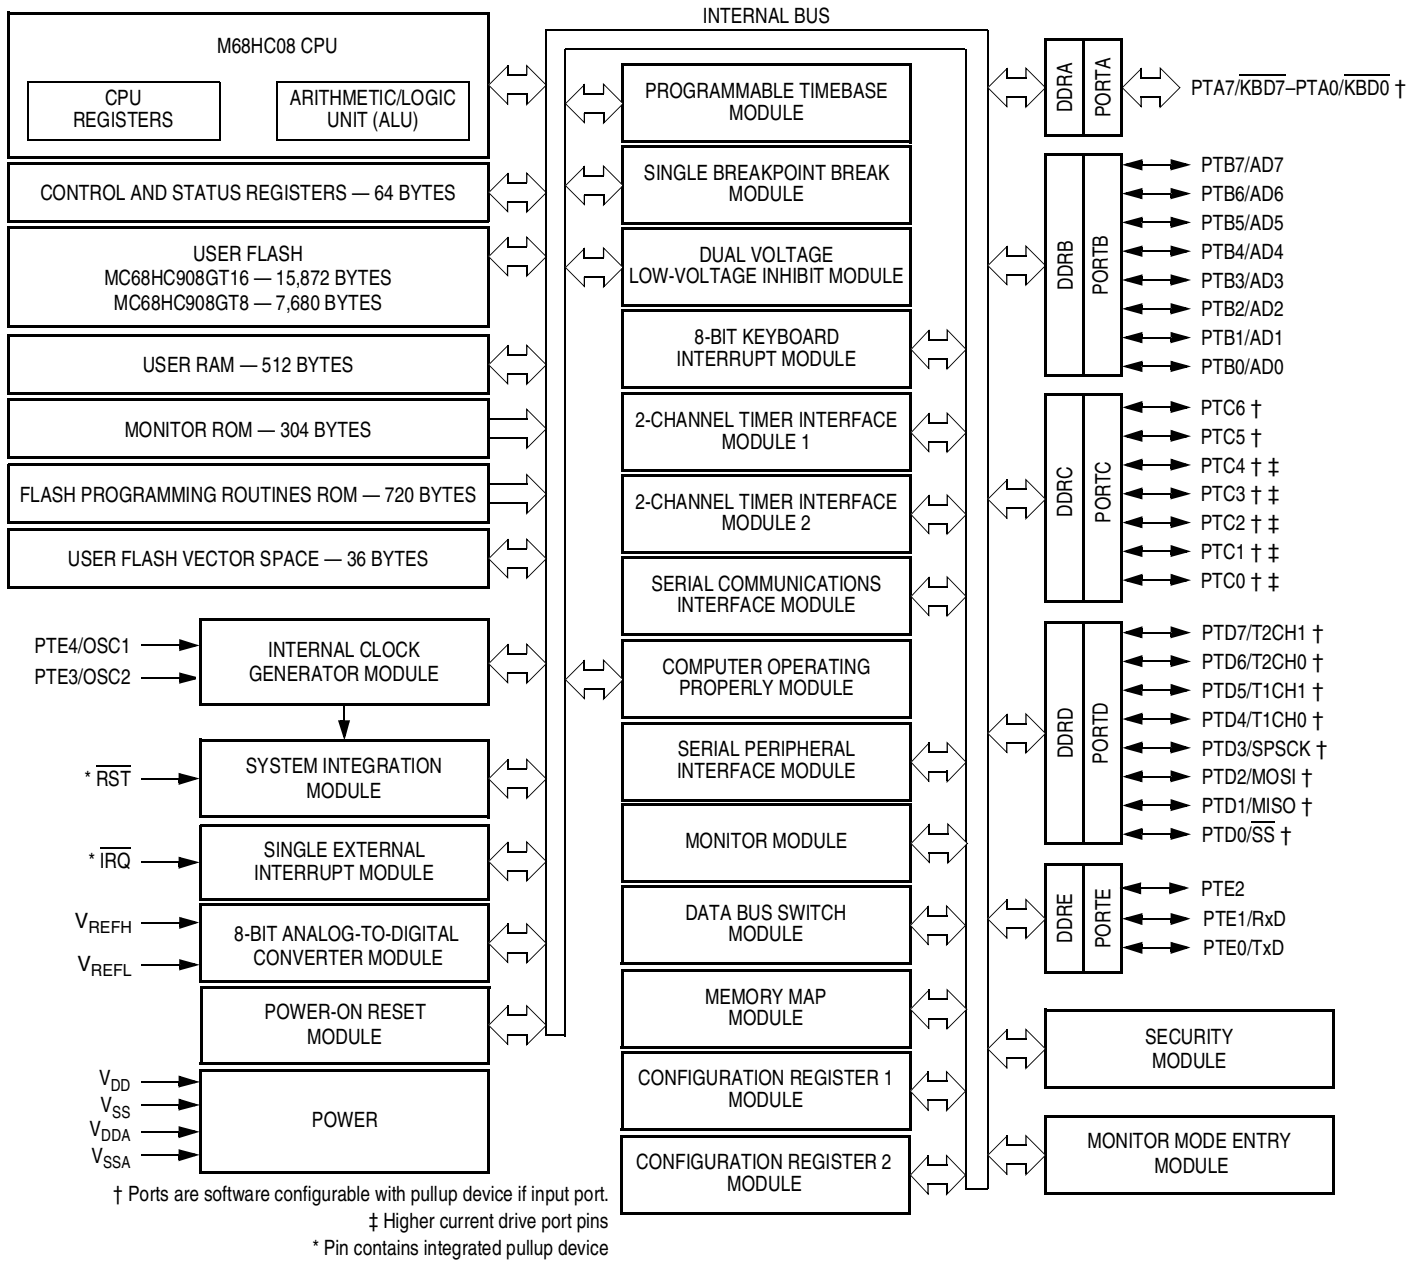 INTERNAL BUS
M68HC08 CPU
CPU
REGISTERS
ARITHMETIC/LOGIC
UNIT (ALU)
CONTROL AND STATUS REGISTERS — 64 BYTES
USER FLASH
MC68HC908GT16 — 15,872 BYTES
MC68HC908GT8 — 7,680 BYTES
USER RAM — 512 BYTES
MONITOR ROM — 304 BYTES
FLASH PROGRAMMING ROUTINES ROM — 720 BYTES
USER FLASH VECTOR SPACE — 36 BYTES
PTE4/OSC1
PTE3/OSC2
INTERNAL CLOCK
GENERATOR MODULE
* R̅S̅T̅
SYSTEM INTEGRATION
MODULE
* I̅R̅Q̅
SINGLE EXTERNAL
INTERRUPT MODULE
VREFH
VREFL
8-BIT ANALOG-TO-DIGITAL
CONVERTER MODULE
POWER-ON RESET
MODULE
VDD
VSS
VDDA
VSSA
POWER
PROGRAMMABLE TIMEBASE
MODULE
SINGLE BREAKPOINT BREAK
MODULE
DUAL VOLTAGE
LOW-VOLTAGE INHIBIT MODULE
8-BIT KEYBOARD
INTERRUPT MODULE
2-CHANNEL TIMER INTERFACE
MODULE 1
2-CHANNEL TIMER INTERFACE
MODULE 2
SERIAL COMMUNICATIONS
INTERFACE MODULE
COMPUTER OPERATING
PROPERLY MODULE
SERIAL PERIPHERAL
INTERFACE MODULE
MONITOR MODULE
DATA BUS SWITCH
MODULE
MEMORY MAP
MODULE
CONFIGURATION REGISTER 1
MODULE
CONFIGURATION REGISTER 2
MODULE
DDRA
PORTA
PTA7/K̅B̅D̅7̅–PTA0/K̅B̅D̅0̅ †
DDRB
PORTB
PTB7/AD7
PTB6/AD6
PTB5/AD5
PTB4/AD4
PTB3/AD3
PTB2/AD2
PTB1/AD1
PTB0/AD0
DDRC
PORTC
PTC6 †
PTC5 †
PTC4 † ‡
PTC3 † ‡
PTC2 † ‡
PTC1 † ‡
PTC0 † ‡
DDRD
PORTD
PTD7/T2CH1 †
PTD6/T2CH0 †
PTD5/T1CH1 †
PTD4/T1CH0 †
PTD3/SPSCK †
PTD2/MOSI †
PTD1/MISO †
PTD0/S̅S̅ †
DDRE
PORTE
PTE2
PTE1/RxD
PTE0/TxD
SECURITY
MODULE
MONITOR MODE ENTRY
MODULE
† Ports are software configurable with pullup device if input port.
‡ Higher current drive port pins
* Pin contains integrated pullup device